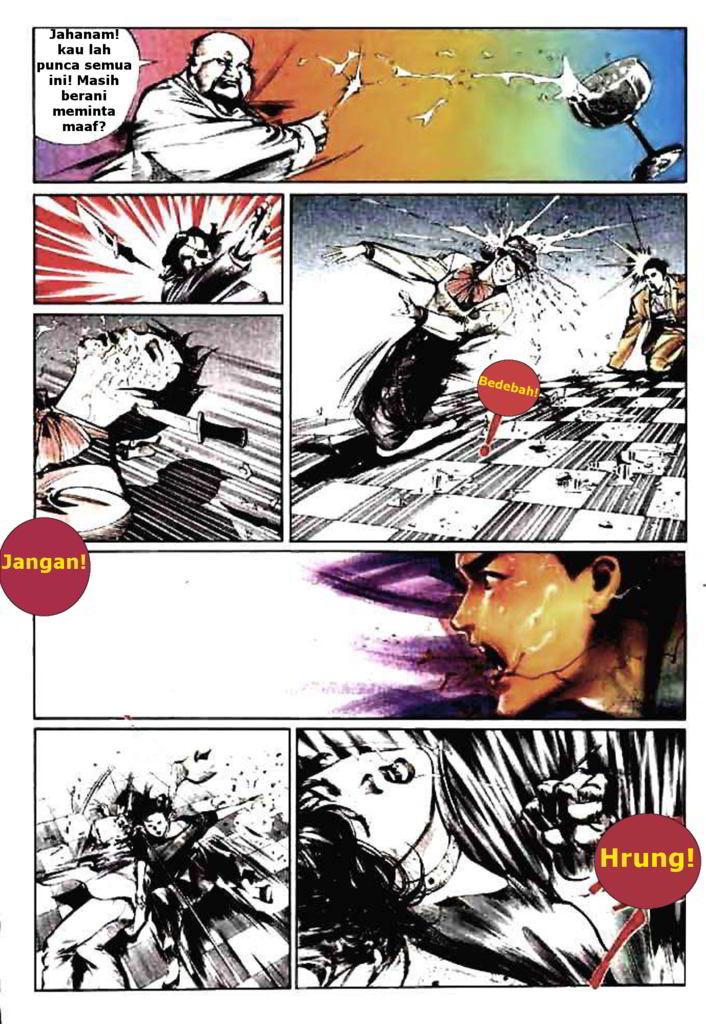 Jahanam!
kau lah
punca semua
ini! Masih
berani
meminta
maaf?
Bedebah!
Jangan!
Hrung!